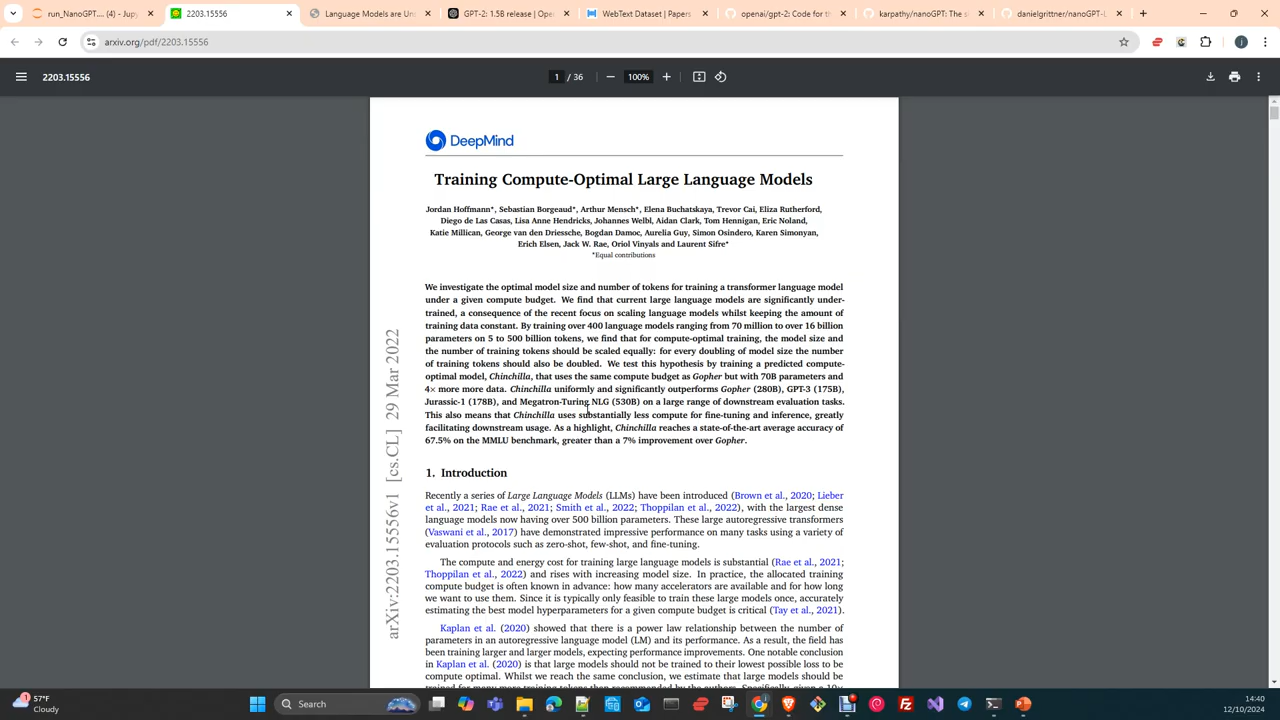 run_NanoGPT.... (4) - Jupy
2203.15556
Language Models are Un
GPT-2: 1.5B release | Ope
WebText Dataset | Papers
openai/gpt-2: Code for th
karpathy/nanoGPT: The s
danielgrittner/nanoGPT-L
arxiv.org/pdf/2203.15556
2203.15556
1 / 36
100%
DeepMind
Training Compute-Optimal Large Language Models
Jordan Hoffmann*, Sebastian Borgeaud*, Arthur Mensch*, Elena Buchatskaya, Trevor Cai, Eliza Rutherford,
Diego de Las Casas, Lisa Anne Hendricks, Johannes Welbl, Aidan Clark, Tom Hennigan, Eric Noland,
Katie Millican, George van den Driessche, Bogdan Damoc, Aurelia Guy, Simon Osindero, Karen Simonyan,
Erich Elsen, Jack W. Rae, Oriol Vinyals and Laurent Sifre*
*Equal contributions
We investigate the optimal model size and number of tokens for training a transformer language model
under a given compute budget. We find that current large language models are significantly under-
trained, a consequence of the recent focus on scaling language models whilst keeping the amount of
training data constant. By training over 400 language models ranging from 70 million to over 16 billion
parameters on 5 to 500 billion tokens, we find that for compute-optimal training, the model size and
the number of training tokens should be scaled equally: for every doubling of model size the number
of training tokens should also be doubled. We test this hypothesis by training a predicted compute-
optimal model, Chinchilla, that uses the same compute budget as Gopher but with 70B parameters and
4× more more data. Chinchilla uniformly and significantly outperforms Gopher (280B), GPT-3 (175B),
Jurassic-1 (178B), and Megatron-Turing NLG (530B) on a large range of downstream evaluation tasks.
This also means that Chinchilla uses substantially less compute for fine-tuning and inference, greatly
facilitating downstream usage. As a highlight, Chinchilla reaches a state-of-the-art average accuracy of
67.5% on the MMLU benchmark, greater than a 7% improvement over Gopher.
1. Introduction
Recently a series of Large Language Models (LLMs) have been introduced (Brown et al., 2020; Lieber
et al., 2021; Rae et al., 2021; Smith et al., 2022; Thoppilan et al., 2022), with the largest dense
language models now having over 500 billion parameters. These large autoregressive transformers
(Vaswani et al., 2017) have demonstrated impressive performance on many tasks using a variety of
evaluation protocols such as zero-shot, few-shot, and fine-tuning.
The compute and energy cost for training large language models is substantial (Rae et al., 2021;
Thoppilan et al., 2022) and rises with increasing model size. In practice, the allocated training
compute budget is often known in advance: how many accelerators are available and for how long
we want to use them. Since it is typically only feasible to train these large models once, accurately
estimating the best model hyperparameters for a given compute budget is critical (Tay et al., 2021).
Kaplan et al. (2020) showed that there is a power law relationship between the number of
parameters in an autoregressive language model (LM) and its performance. As a result, the field has
been training larger and larger models, expecting performance improvements. One notable conclusion
in Kaplan et al. (2020) is that large models should not be trained to their lowest possible loss to be
compute optimal. Whilst we reach the same conclusion, we estimate that large models should be
arXiv:2203.15556v1 [cs.CL] 29 Mar 2022
57°F
Cloudy
Search
14:40
12/10/2024